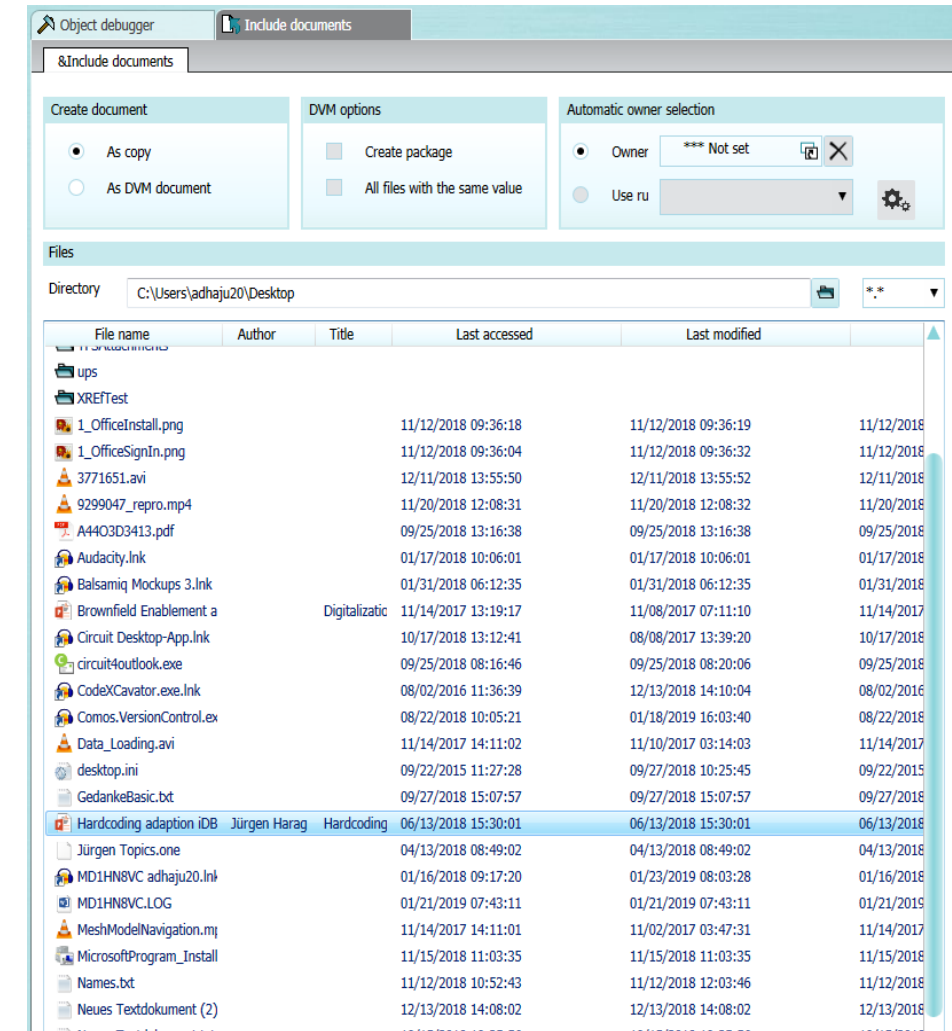 Object debugger Include documents
&Include documents
Create document DVM options Automatic owner selection
As copy Create package Owner *** Not set
As DVM document All files with the same value Use ru
Files
Directory C:\Users\adhaju20\Desktop *.*
File name Author Title Last accessed Last modified
ups
XREfTest
1_OfficeInstall.png 11/12/2018 09:36:18 11/12/2018 09:36:19 11/12/2018
1_OfficeSignIn.png 11/12/2018 09:36:04 11/12/2018 09:36:32 11/12/2018
3771651.avi 12/11/2018 13:55:50 12/11/2018 13:55:52 12/11/2018
9299047_repro.mp4 11/20/2018 12:08:31 11/20/2018 12:08:32 11/20/2018
A44O3D3413.pdf 09/25/2018 13:16:38 09/25/2018 13:16:38 09/25/2018
Audacity.lnk 01/17/2018 10:06:01 01/17/2018 10:06:01 01/17/2018
Balsamiq Mockups 3.lnk 01/31/2018 06:12:35 01/31/2018 06:12:35 01/31/2018
Brownfield Enablement a Digitalizatio 11/14/2017 13:19:17 11/08/2017 07:11:10 11/14/2017
Circuit Desktop-App.lnk 10/17/2018 13:12:41 08/08/2017 13:39:20 10/17/2018
circuit4outlook.exe 09/25/2018 08:16:46 09/25/2018 08:20:06 09/25/2018
CodeXCavator.exe.lnk 08/02/2016 11:36:39 12/13/2018 14:10:04 08/02/2016
Comos.VersionControl.ex 08/22/2018 10:05:21 01/18/2019 16:03:40 08/22/2018
Data_Loading.avi 11/14/2017 14:11:02 11/10/2017 03:14:03 11/14/2017
desktop.ini 09/22/2015 11:27:28 09/27/2018 10:25:45 09/22/2015
GedankeBasic.txt 09/27/2018 15:07:57 09/27/2018 15:07:57 09/27/2018
Hardcoding adaption iDB Jürgen Harag Hardcoding 06/13/2018 15:30:01 06/13/2018 15:30:01 06/13/2018
Jürgen Topics.one 04/13/2018 08:49:02 04/13/2018 08:49:02 04/13/2018
MD1HN8VC adhaju20.lnk 01/16/2018 09:17:20 01/23/2019 08:03:28 01/16/2018
MD1HN8VC.LOG 01/21/2019 07:43:11 01/21/2019 07:43:11 01/21/2019
MeshModelNavigation.mp 11/14/2017 14:11:01 11/02/2017 03:47:31 11/14/2017
MicrosoftProgram_Install 11/15/2018 11:03:35 11/15/2018 11:03:35 11/15/2018
Names.txt 11/12/2018 10:52:43 11/12/2018 12:03:46 11/12/2018
Neues Textdokument (2) 12/13/2018 14:08:02 12/13/2018 14:08:02 12/13/2018